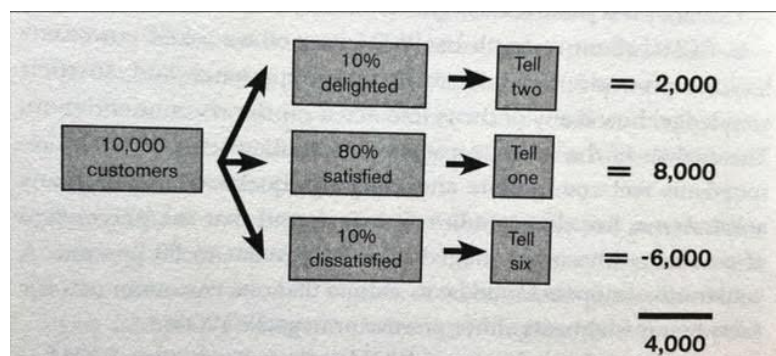 10%
delighted
Tell
two
= 2,000
10,000
customers
80%
satisfied
Tell
one
= 8,000
10%
dissatisfied
Tell
six
= -6,000
4,000